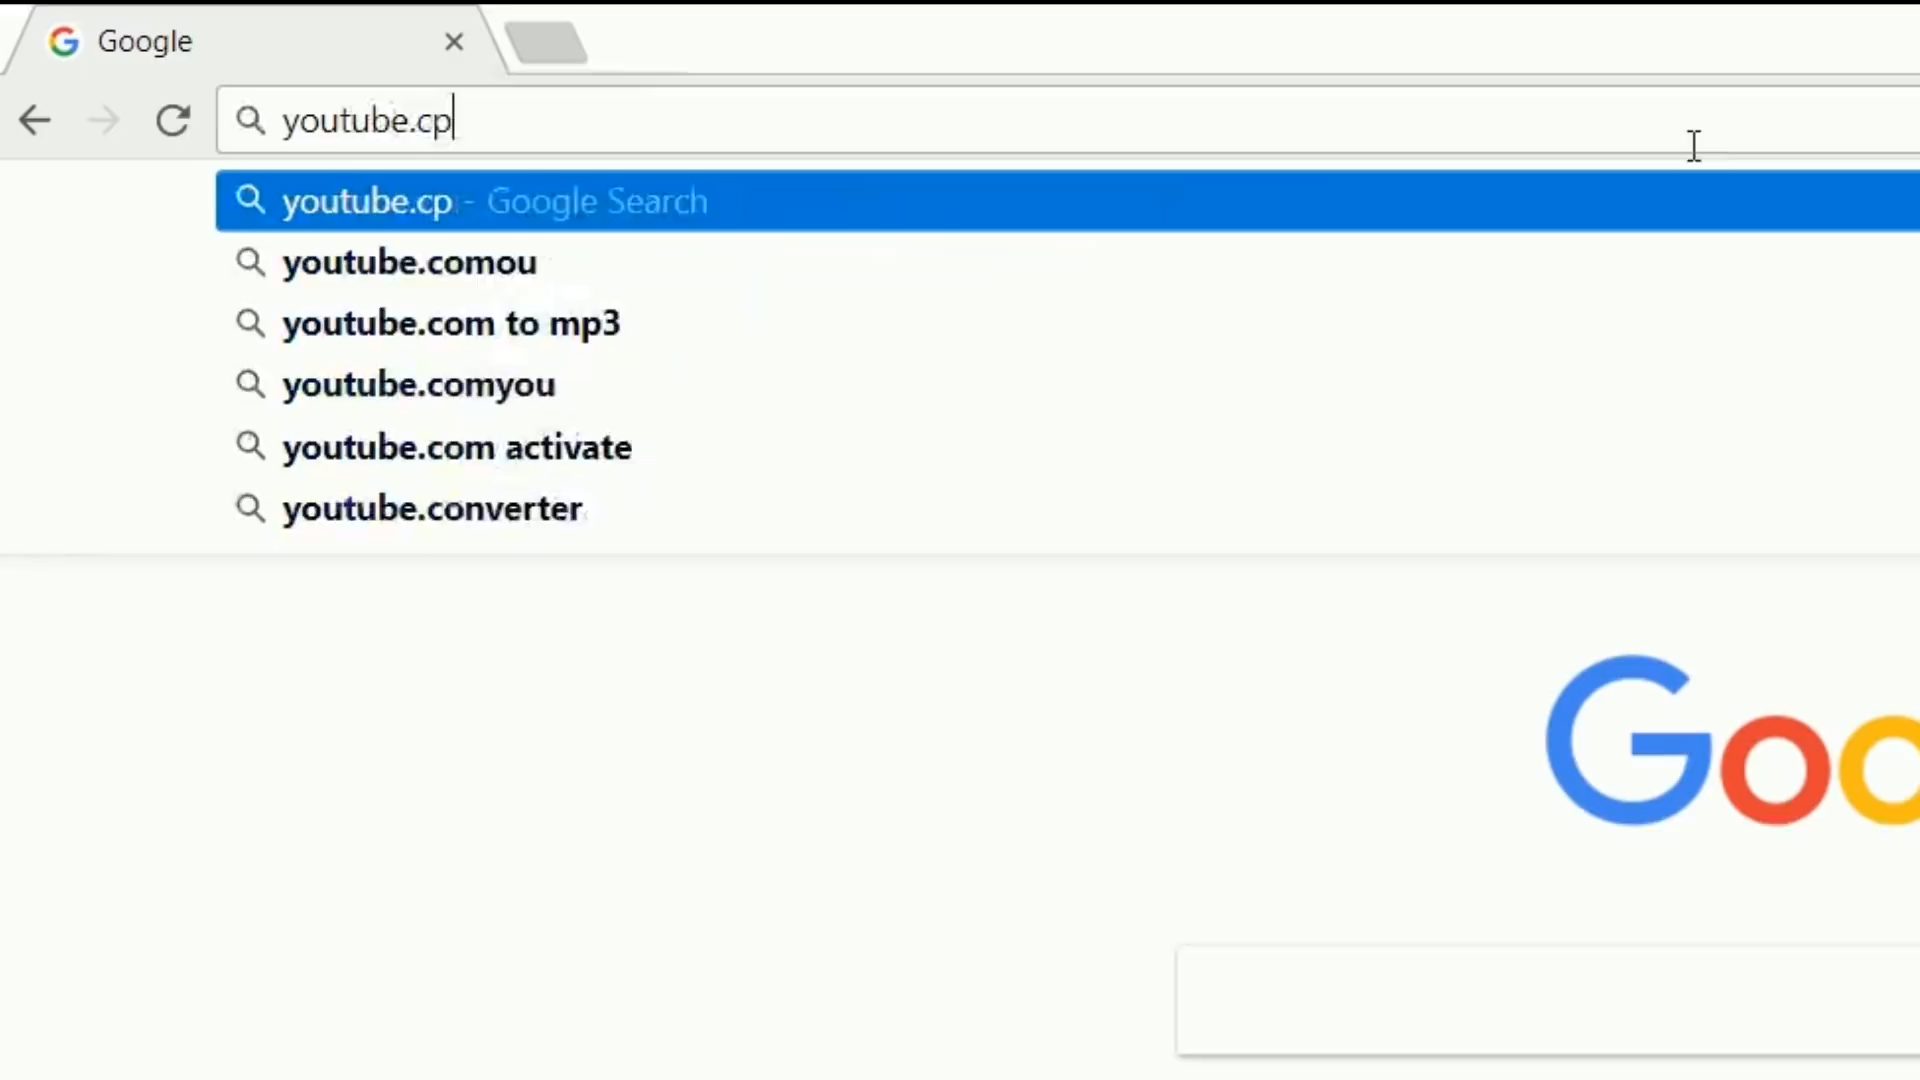 Google
youtube.cp
youtube.cp - Google Search
youtube.comou
youtube.com to mp3
youtube.comyou
youtube.com activate
youtube.converter
Goo